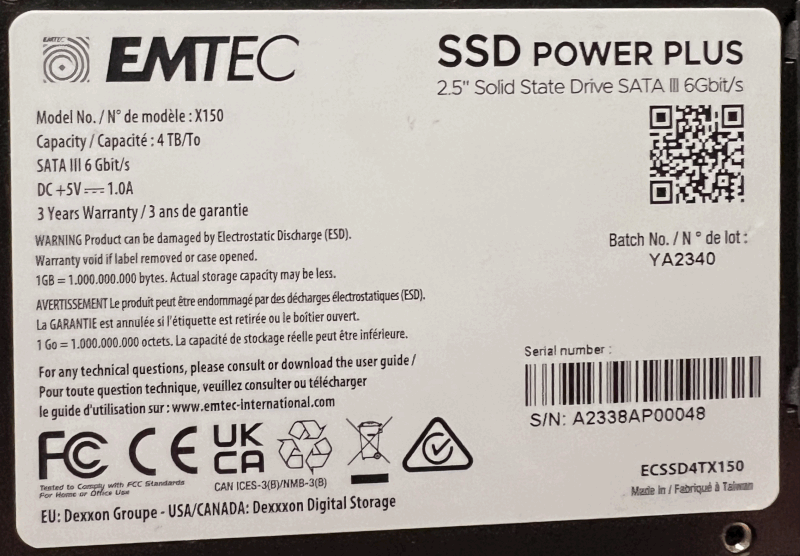 EMTEC
EMTEC
SSD POWER PLUS
2.5" Solid State Drive SATA III 6Gbit/s
Model No. / N° de modèle : X150
Capacity / Capacité : 4 TB/To
SATA III 6 Gbit/s
DC +5V 1.0A
3 Years Warranty / 3 ans de garantie
WARNING Product can be damaged by Electrostatic Discharge (ESD).
Warranty void if label removed or case opened.
1GB = 1.000.000.000 bytes. Actual storage capacity may be less.
AVERTISSEMENT Le produit peut être endommagé par des décharges électrostatiques (ESD).
La GARANTIE est annulée si l'étiquette est retirée ou le boîtier ouvert.
1 Go = 1.000.000.000 octets. La capacité de stockage réelle peut être inférieure.
For any technical questions, please consult or download the user guide /
Pour toute question technique, veuillez consulter ou télécharger
le guide d'utilisation sur : www.emtec-international.com
Batch No. / N ° de lot :
YA2340
Serial number :
S/N: A2338AP00048
FC CE UK
CA
Tested to Comply with FCC Standards
For Home or Office Use
CAN ICES-3(B)/NMB-3(B)
ECSSD4TX150
Made in / Fabriqué à Taiwan
EU: Dexxon Groupe - USA/CANADA: Dexxxon Digital Storage